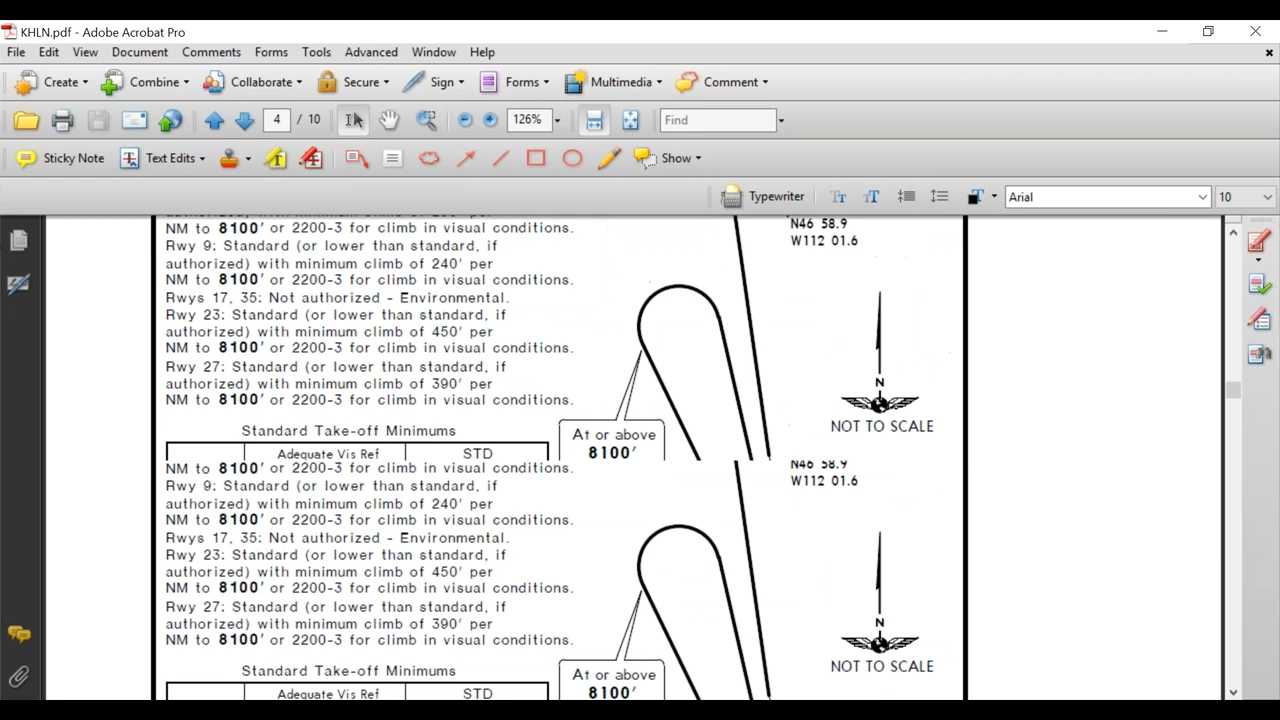 KHLN.pdf - Adobe Acrobat Pro
File Edit View Document Comments Forms Tools Advanced Window Help
Create Combine Collaborate Secure Sign Forms Multimedia Comment
4 / 10 126% Find
Sticky Note Text Edits Show
Typewriter Arial 10
NM to 8100' or 2200-3 for climb in visual conditions.
Rwy 9: Standard (or lower than standard, if
authorized) with minimum climb of 240' per
NM to 8100' or 2200-3 for climb in visual conditions.
Rwys 17, 35: Not authorized - Environmental.
Rwy 23: Standard (or lower than standard, if
authorized) with minimum climb of 450' per
NM to 8100' or 2200-3 for climb in visual conditions.
Rwy 27: Standard (or lower than standard, if
authorized) with minimum climb of 390' per
NM to 8100' or 2200-3 for climb in visual conditions.
Standard Take-off Minimums
Adequate Vis Ref STD
N46 58.9
W112 01.6
N
NOT TO SCALE
At or above
8100'
NM to 8100' or 2200-3 for climb in visual conditions.
Rwy 9: Standard (or lower than standard, if
authorized) with minimum climb of 240' per
NM to 8100' or 2200-3 for climb in visual conditions.
Rwys 17, 35: Not authorized - Environmental.
Rwy 23: Standard (or lower than standard, if
authorized) with minimum climb of 450' per
NM to 8100' or 2200-3 for climb in visual conditions.
Rwy 27: Standard (or lower than standard, if
authorized) with minimum climb of 390' per
NM to 8100' or 2200-3 for climb in visual conditions.
Standard Take-off Minimums
Adequate Vis Ref STD
N46 58.9
W112 01.6
N
NOT TO SCALE
At or above
8100'